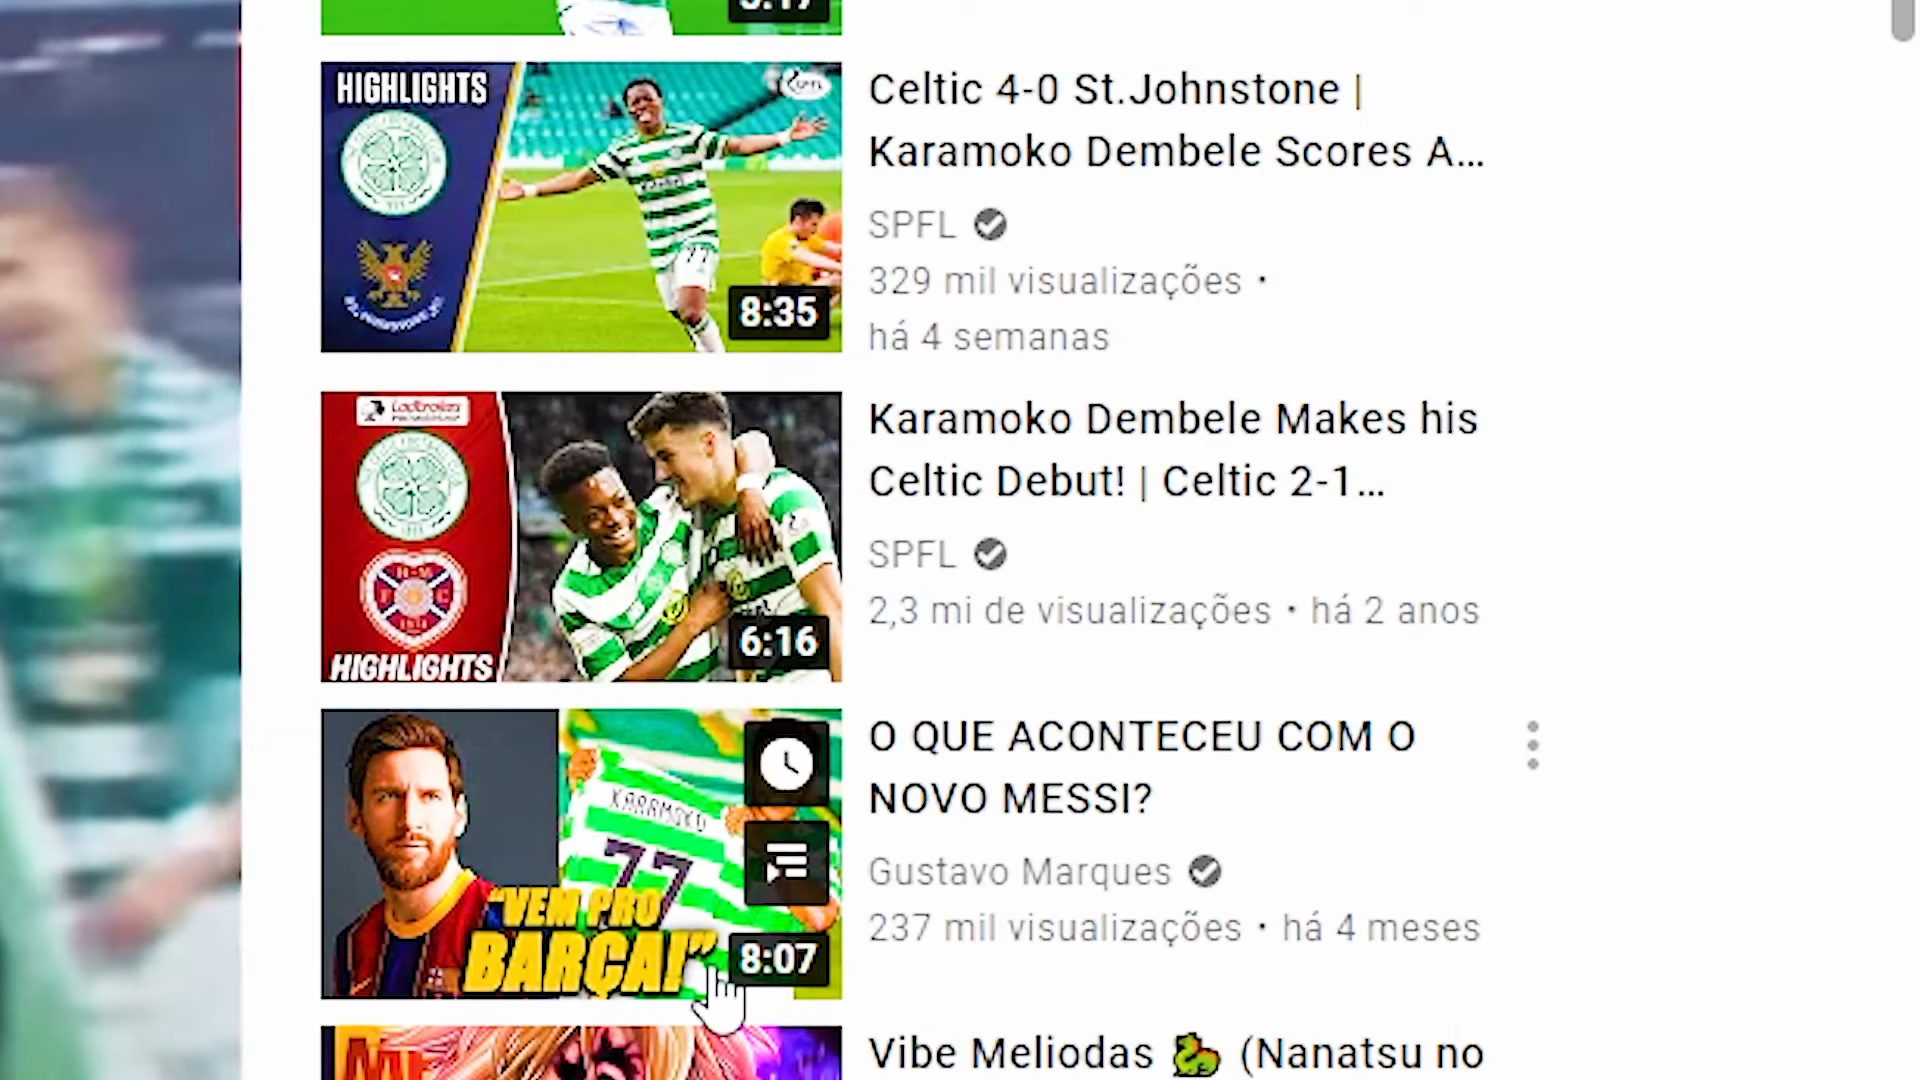 5:17
HIGHLIGHTS
8:35
Celtic 4-0 St.Johnstone |
Karamoko Dembele Scores A...
SPFL
329 mil visualizações •
há 4 semanas
Ladbrokes
HIGHLIGHTS
6:16
Karamoko Dembele Makes his
Celtic Debut! | Celtic 2-1...
SPFL
2,3 mi de visualizações • há 2 anos
KARAMOKO
77
"VEM PRO
BARÇA!"
8:07
O QUE ACONTECEU COM O
NOVO MESSI?
Gustavo Marques
237 mil visualizações • há 4 meses
Vibe Meliodas 🐉 (Nanatsu no